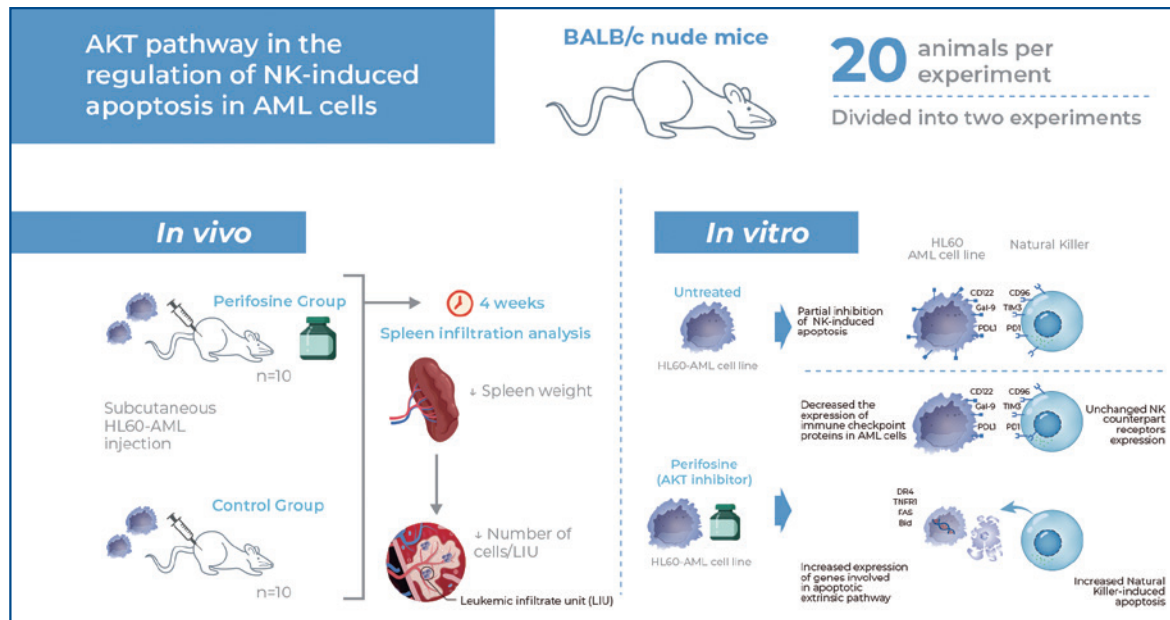 AKT pathway in the
regulation of NK-induced
apoptosis in AML cells
BALB/c nude mice
20 animals per
experiment
Divided into two experiments
In vivo
Perifosine Group
n=10
Subcutaneous
HL60-AML
injection
Control Group
n=10
4 weeks
Spleen infiltration analysis
↓ Spleen weight
↓ Number of
cells/LIU
Leukemic infiltrate unit (LIU)
In vitro
HL60
AML cell line
Natural Killer
Untreated
HL60-AML cell line
Partial inhibition
of NK-induced
apoptosis
CD122 CD96
Gal-9 TIM3
PDL1 PD1
Decreased the
expression of
immune checkpoint
proteins in AML cells
CD122 CD96
Gal-9 TIM3
PDL1 PD1
Unchanged NK
counterpart
receptors
expression
Perifosine
(AKT inhibitor)
HL60-AML cell line
DR4
TNFR1
FAS
Bid
Increased expression
of genes involved
in apoptotic
extrinsic pathway
Increased Natural
Killer-induced
apoptosis